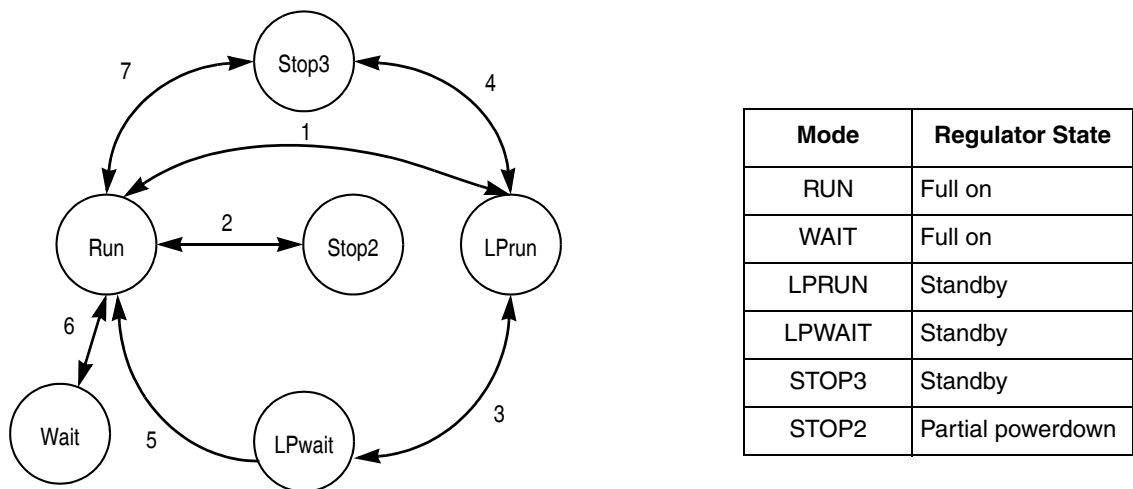 Stop3
7
4
1
Run
2
Stop2
LPrun
6
Wait
5
LPwait
3
Mode Regulator State
RUN Full on
WAIT Full on
LPRUN Standby
LPWAIT Standby
STOP3 Standby
STOP2 Partial powerdown